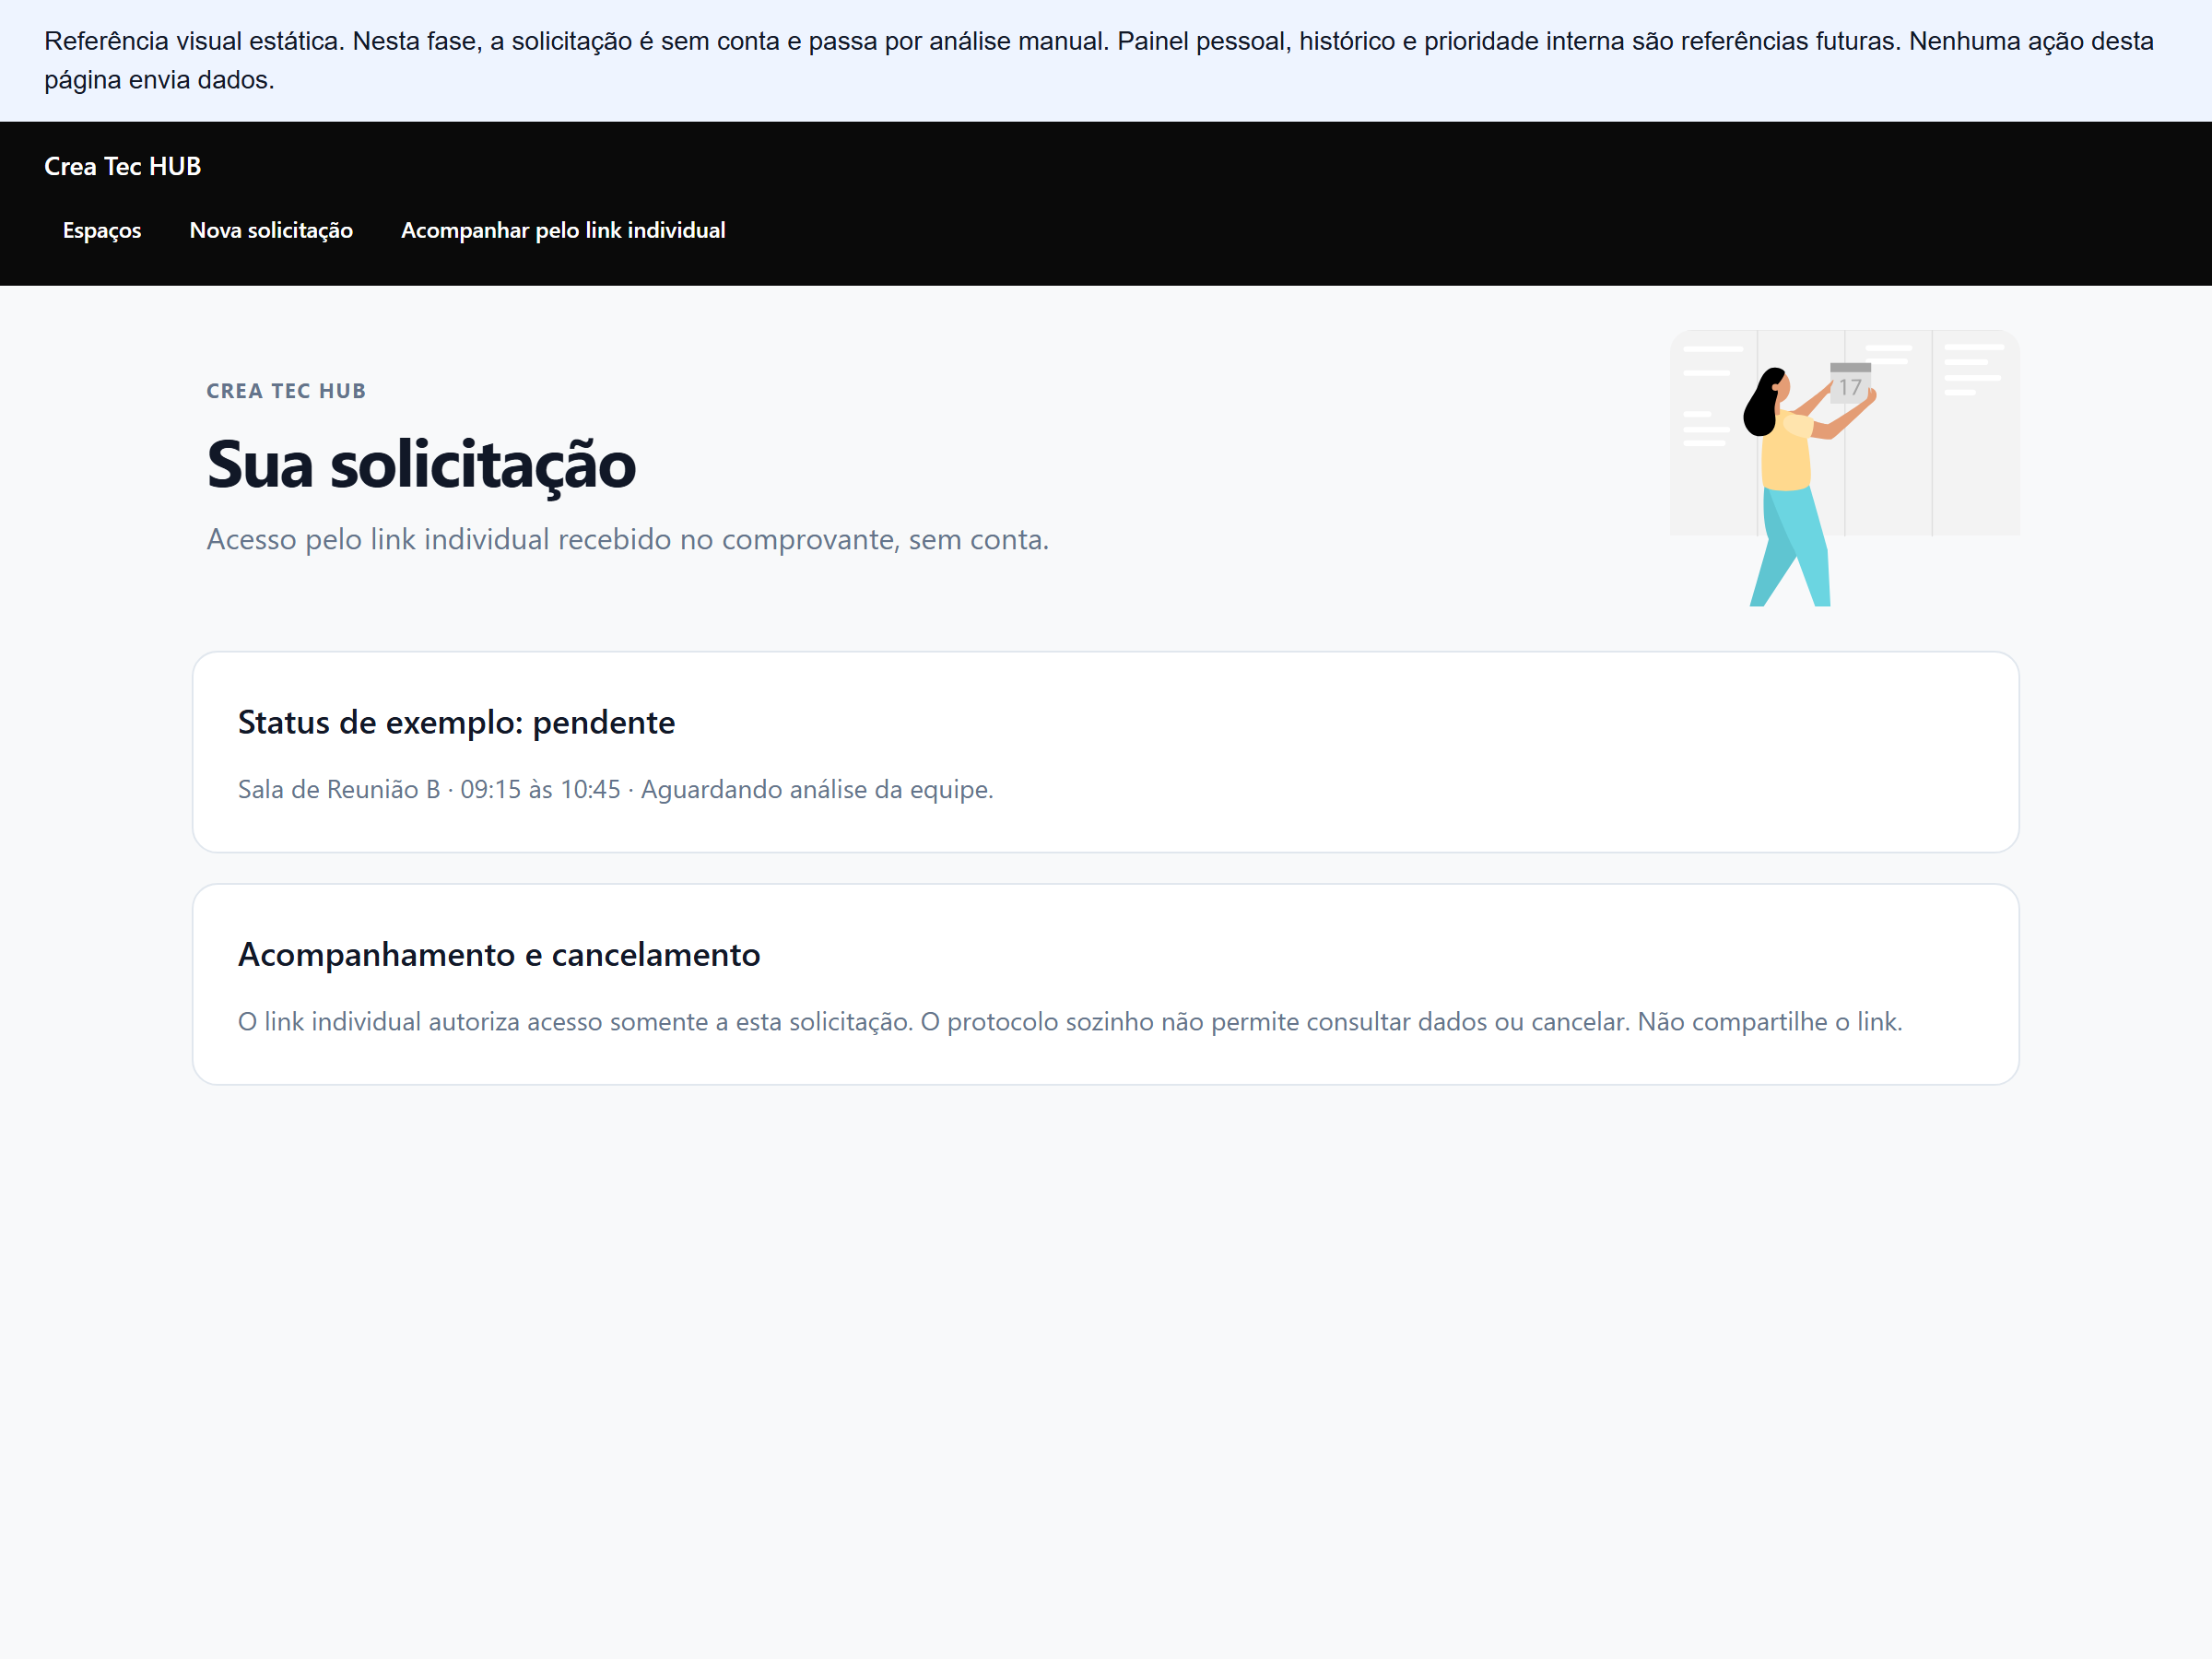 Referência visual estática. Nesta fase, a solicitação é sem conta e passa por análise manual. Painel pessoal, histórico e prioridade interna são referências futuras. Nenhuma ação desta
página envia dados.
Crea Tec HUB
Espaços Nova solicitação Acompanhar pelo link individual
CREA TEC HUB
Sua solicitação
Acesso pelo link individual recebido no comprovante, sem conta.
17
Status de exemplo: pendente
Sala de Reunião B · 09:15 às 10:45 · Aguardando análise da equipe.
Acompanhamento e cancelamento
O link individual autoriza acesso somente a esta solicitação. O protocolo sozinho não permite consultar dados ou cancelar. Não compartilhe o link.